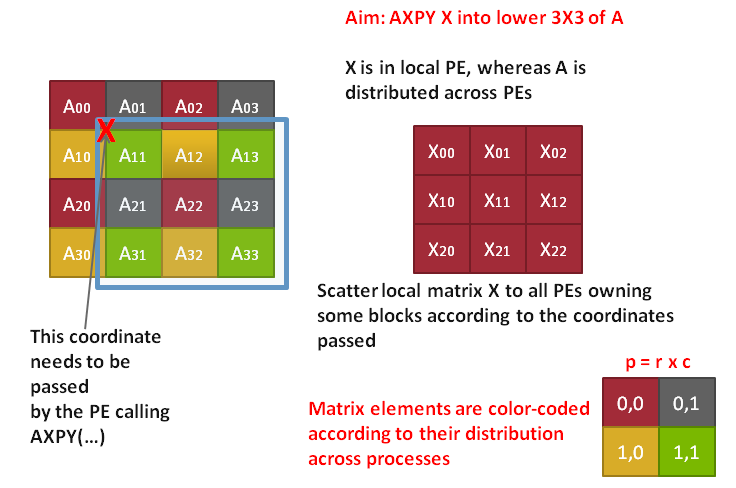 Aim: AXPY X into lower 3X3 of A
X is in local PE, whereas A is
distributed across PEs
A00 A01 A02 A03
X
A10 A11 A12 A13
A20 A21 A22 A23
A30 A31 A32 A33
X00 X01 X02
X10 X11 X12
X20 X21 X22
Scatter local matrix X to all PEs owning
some blocks according to the coordinates
passed
This coordinate
needs to be
passed
by the PE calling
AXPY(...)
p = r x c
Matrix elements are color-coded
according to their distribution
across processes
0,0 0,1
1,0 1,1